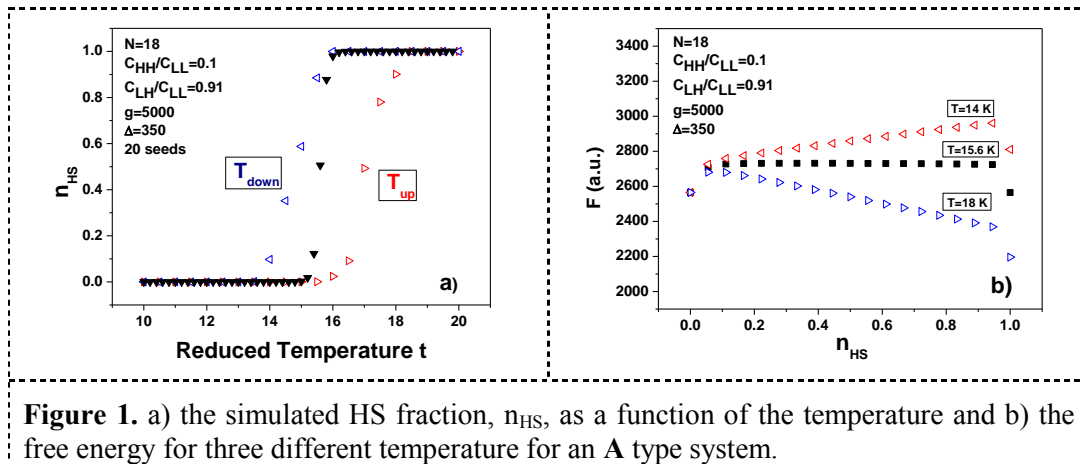 N=18
C_HH/C_LL=0.1
C_LH/C_LL=0.91
g=5000
Δ=350
20 seeds
T_down
T_up
n_HS
1.0
0.8
0.6
0.4
0.2
0.0
a)
10
12
14
16
18
20
Reduced Temperature t
N=18
C_HH/C_LL=0.1
C_LH/C_LL=0.91
g=5000
Δ=350
T=14 K
T=15.6 K
T=18 K
F (a.u.)
3400
3200
3000
2800
2600
2400
2200
2000
b)
0.0
0.2
0.4
0.6
0.8
1.0
n_HS
Figure 1. a) the simulated HS fraction, n_HS, as a function of the temperature and b) the
free energy for three different temperature for an A type system.